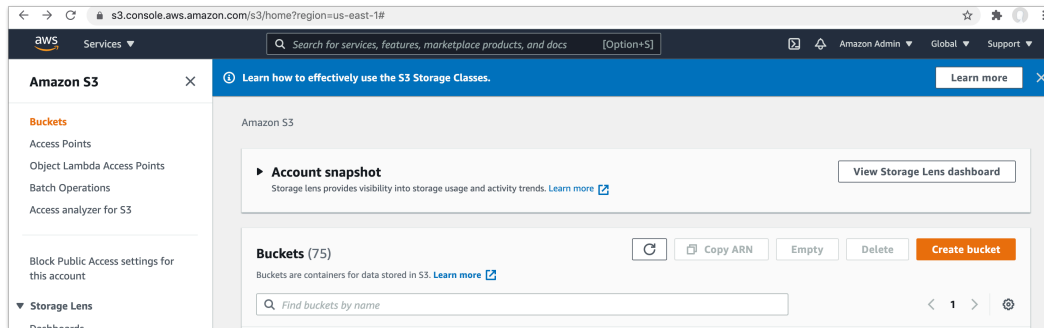 s3.console.aws.amazon.com/s3/home?region=us-east-1#
aws Services ▼ Search for services, features, marketplace products, and docs [Option+S] Amazon Admin ▼ Global ▼ Support ▼
Amazon S3
Learn how to effectively use the S3 Storage Classes. Learn more
Buckets
Access Points
Object Lambda Access Points
Batch Operations
Access analyzer for S3
Block Public Access settings for
this account
▼ Storage Lens
Dashboards
Amazon S3
▶ Account snapshot
Storage lens provides visibility into storage usage and activity trends. Learn more
View Storage Lens dashboard
Buckets (75)
Buckets are containers for data stored in S3. Learn more
Copy ARN Empty Delete Create bucket
Find buckets by name
< 1 >